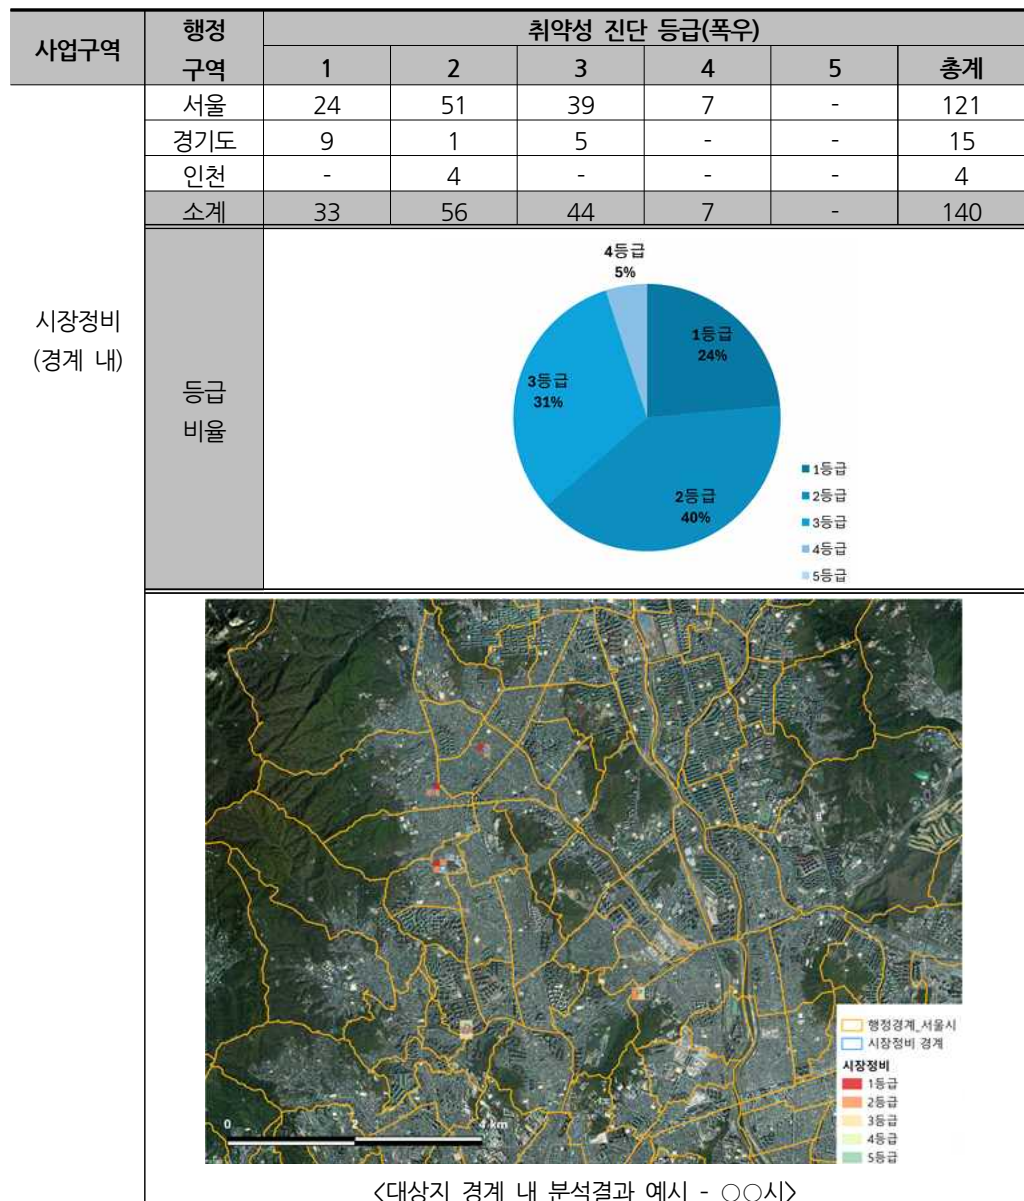 사업구역 행정 구역 취약성 진단 등급(폭우)
1 2 3 4 5 총계
시장정비 (경계 내)
서울 24 51 39 7 - 121
경기도 9 1 5 - - 15
인천 - 4 - - - 4
소계 33 56 44 7 - 140
등급
비율
4등급
5%
1등급
24%
3등급
31%
2등급
40%
1등급
2등급
3등급
4등급
5등급
행정경계_서울시
시장정비 경계
시장정비
1등급
2등급
3등급
4등급
5등급
0 2 4 km
<대상지 경계 내 분석결과 예시 - ○○시>